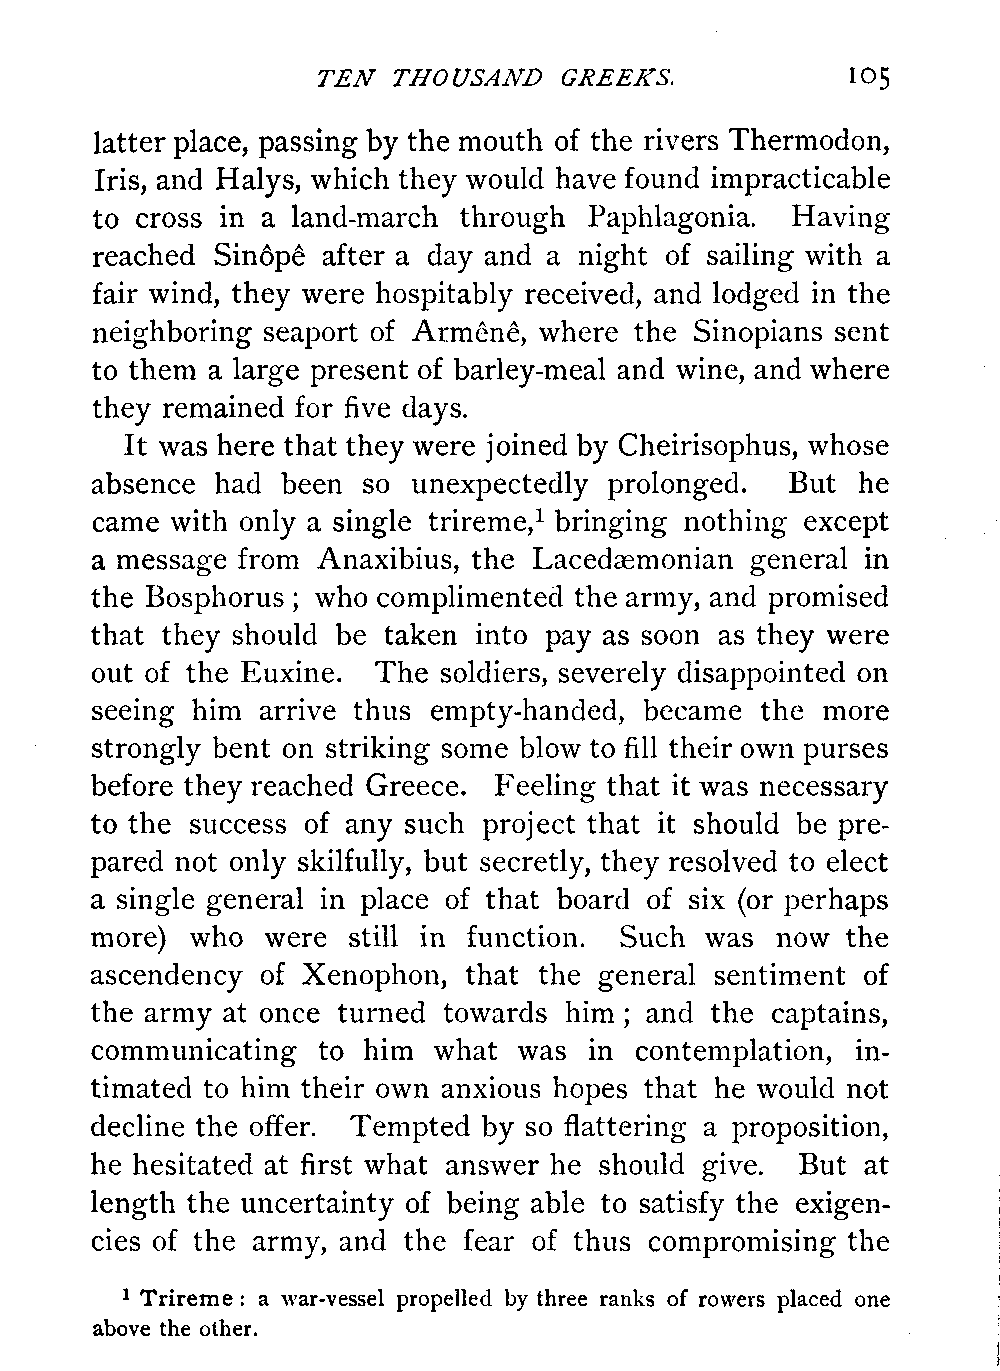 TEN THOUSAND GREEKS. 105
latter place, passing by the mouth of the rivers Thermodon,
Iris, and Halys, which they would have found impracticable
to cross in a land-march through Paphlagonia. Having
reached Sinôpê after a day and a night of sailing with a
fair wind, they were hospitably received, and lodged in the
neighboring seaport of Armênê, where the Sinopians sent
to them a large present of barley-meal and wine, and where
they remained for five days.
It was here that they were joined by Cheirisophus, whose
absence had been so unexpectedly prolonged. But he
came with only a single trireme,¹ bringing nothing except
a message from Anaxibius, the Lacedæmonian general in
the Bosphorus ; who complimented the army, and promised
that they should be taken into pay as soon as they were
out of the Euxine. The soldiers, severely disappointed on
seeing him arrive thus empty-handed, became the more
strongly bent on striking some blow to fill their own purses
before they reached Greece. Feeling that it was necessary
to the success of any such project that it should be pre-
pared not only skilfully, but secretly, they resolved to elect
a single general in place of that board of six (or perhaps
more) who were still in function. Such was now the
ascendency of Xenophon, that the general sentiment of
the army at once turned towards him ; and the captains,
communicating to him what was in contemplation, in-
timated to him their own anxious hopes that he would not
decline the offer. Tempted by so flattering a proposition,
he hesitated at first what answer he should give. But at
length the uncertainty of being able to satisfy the exigen-
cies of the army, and the fear of thus compromising the
¹ Trireme : a war-vessel propelled by three ranks of rowers placed one
above the other.